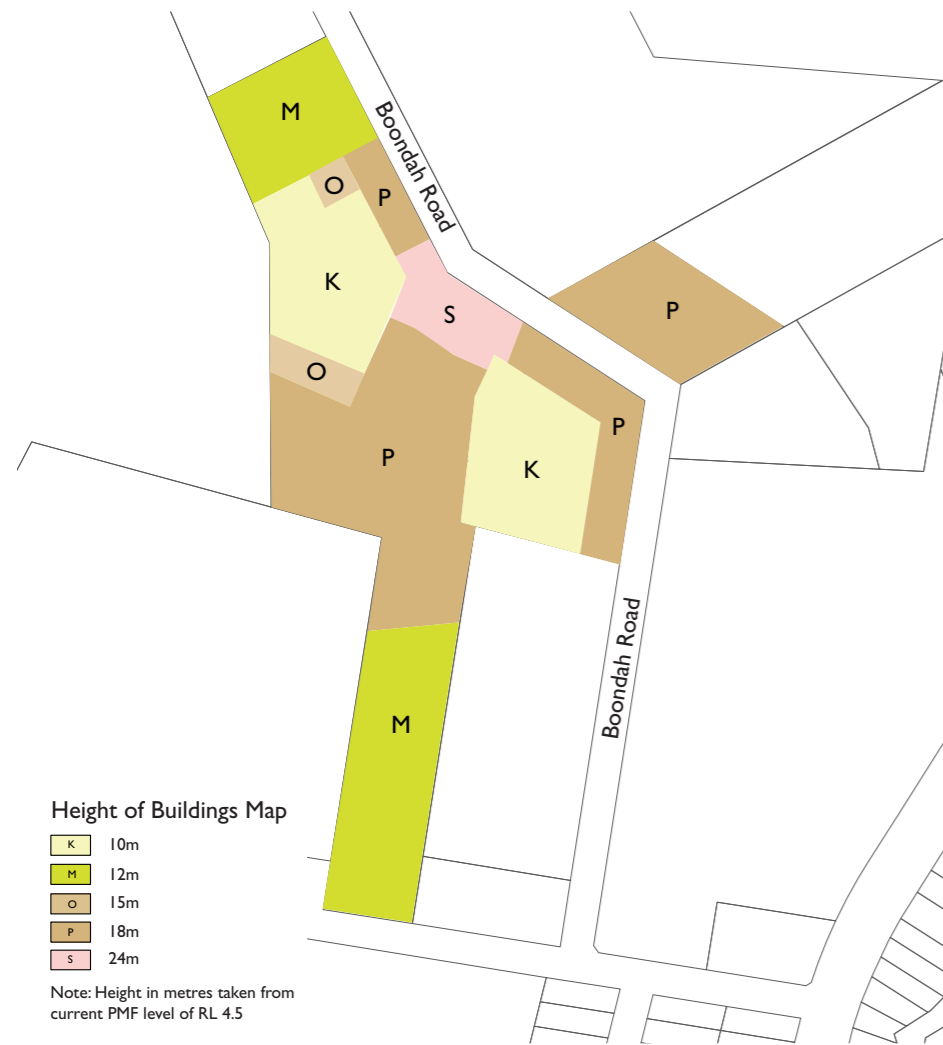 M
Boondah Road
O
P
K
S
P
O
P
P
K
Boondah Road
M
Height of Buildings Map
K 10m
M 12m
O 15m
P 18m
S 24m
Note: Height in metres taken from
current PMF level of RL 4.5